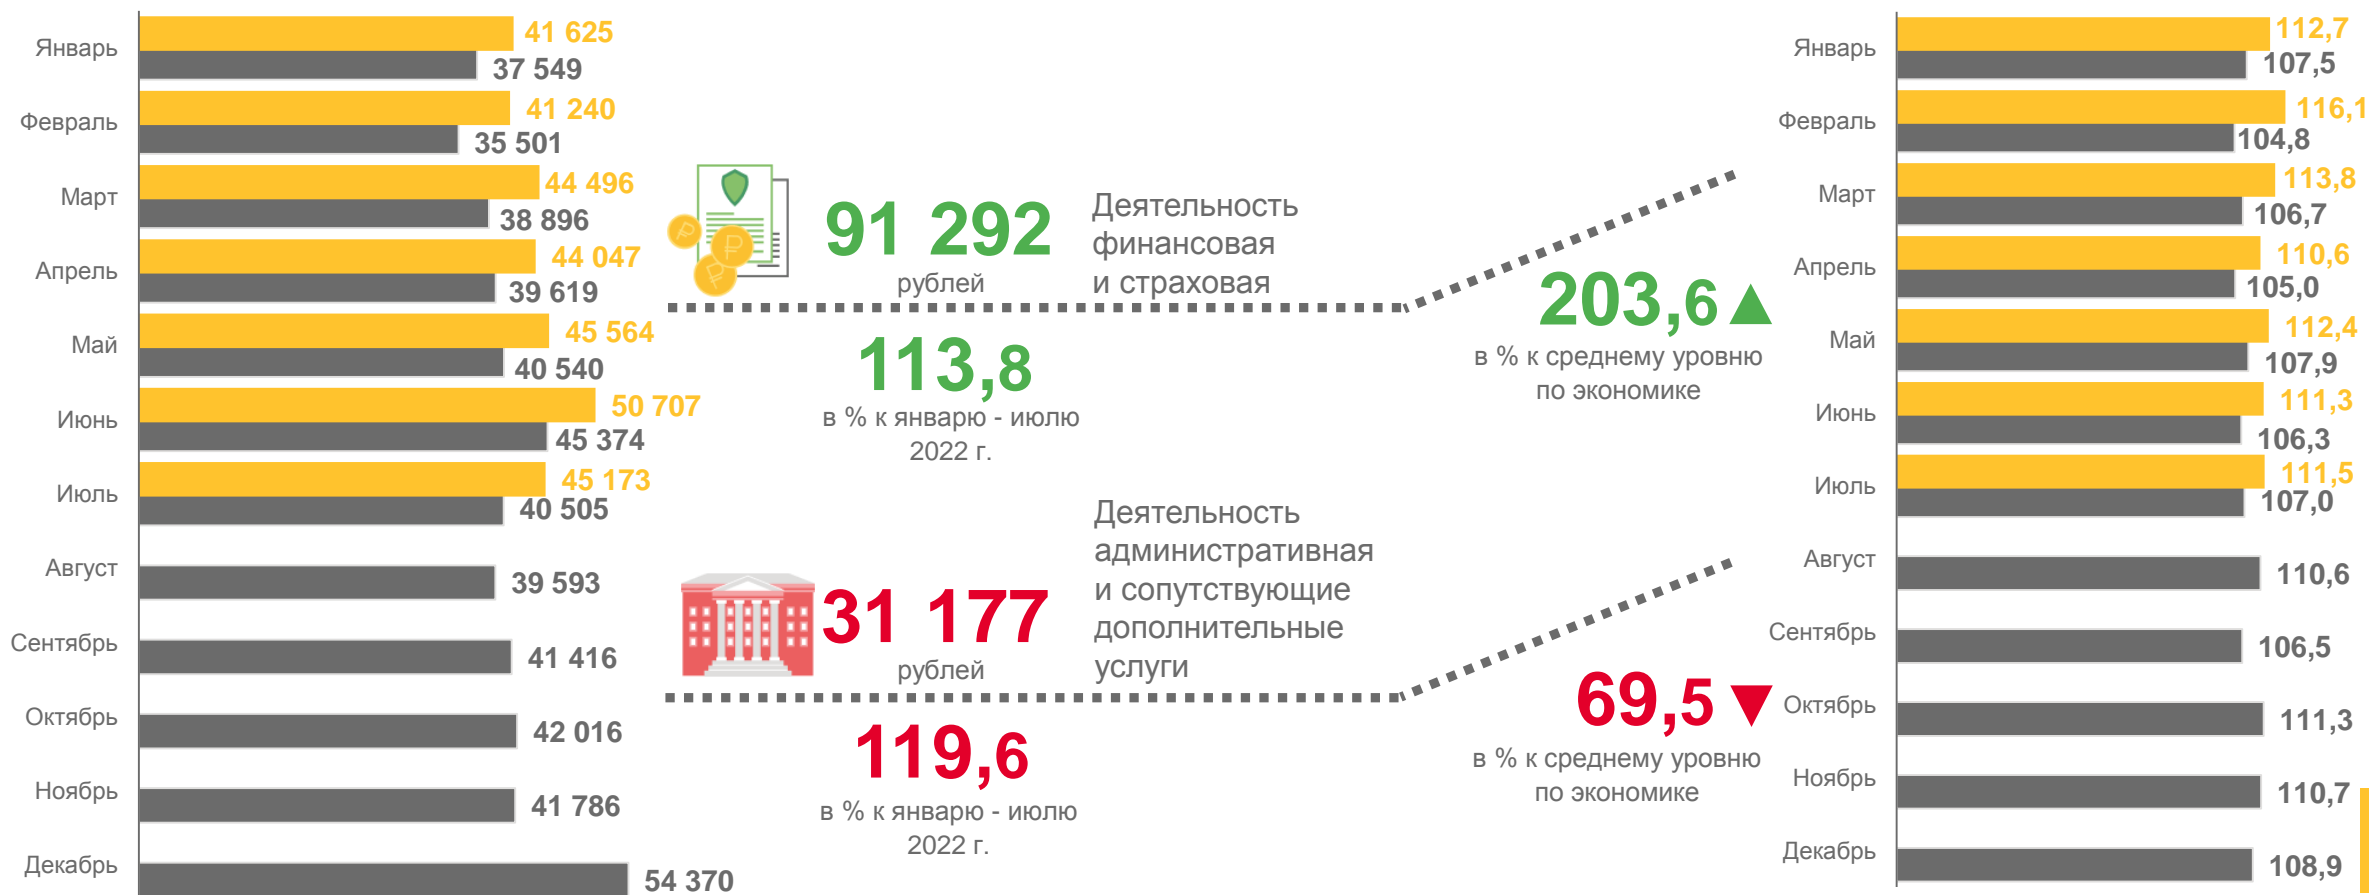 Январь
41 625
37 549
Февраль
41 240
35 501
Март
44 496
38 896
Апрель
44 047
39 619
Май
45 564
40 540
Июнь
50 707
45 374
Июль
45 173
40 505
Август
39 593
Сентябрь
41 416
Октябрь
42 016
Ноябрь
41 786
Декабрь
54 370
91 292
рублей
Деятельность
финансовая
и страховая
113,8
в % к январю - июлю
2022 г.
203,6
в % к среднему уровню
по экономике
31 177
рублей
Деятельность
административная
и сопутствующие
дополнительные
услуги
119,6
в % к январю - июлю
2022 г.
69,5
в % к среднему уровню
по экономике
Январь
112,7
107,5
Февраль
116,1
104,8
Март
113,8
106,7
Апрель
110,6
105,0
Май
112,4
107,9
Июнь
111,3
106,3
Июль
111,5
107,0
Август
110,6
Сентябрь
106,5
Октябрь
111,3
Ноябрь
110,7
Декабрь
108,9